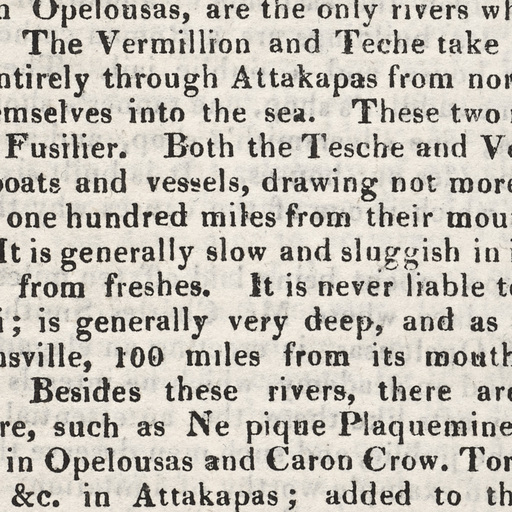 n Opelousas, are the only rivers wh
The Vermillion and Teche take
ntirely through Attakapas from nor
mselves into the sea. These two
Fusilier. Both the Tesche and Ve
boats and vessels, drawing not more
one hundred miles from their mou
It is generally slow and sluggish in
from freshes. It is never liable to
i; is generally very deep, and as
nsville, 100 miles from its mouth
Besides these rivers, there are
re, such as Ne pique Plaquemine
in Opelousas and Caron Crow. Tor
&c. in Attakapas; added to th